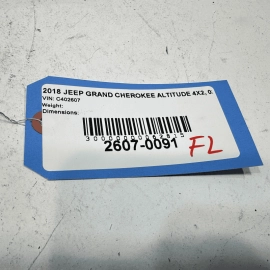 2018 JEEP GRAND CHEROKEE ALTITUDE 4X2, 0.
VIN: C402607
Weight:
Dimensions:
2607-0091 FL